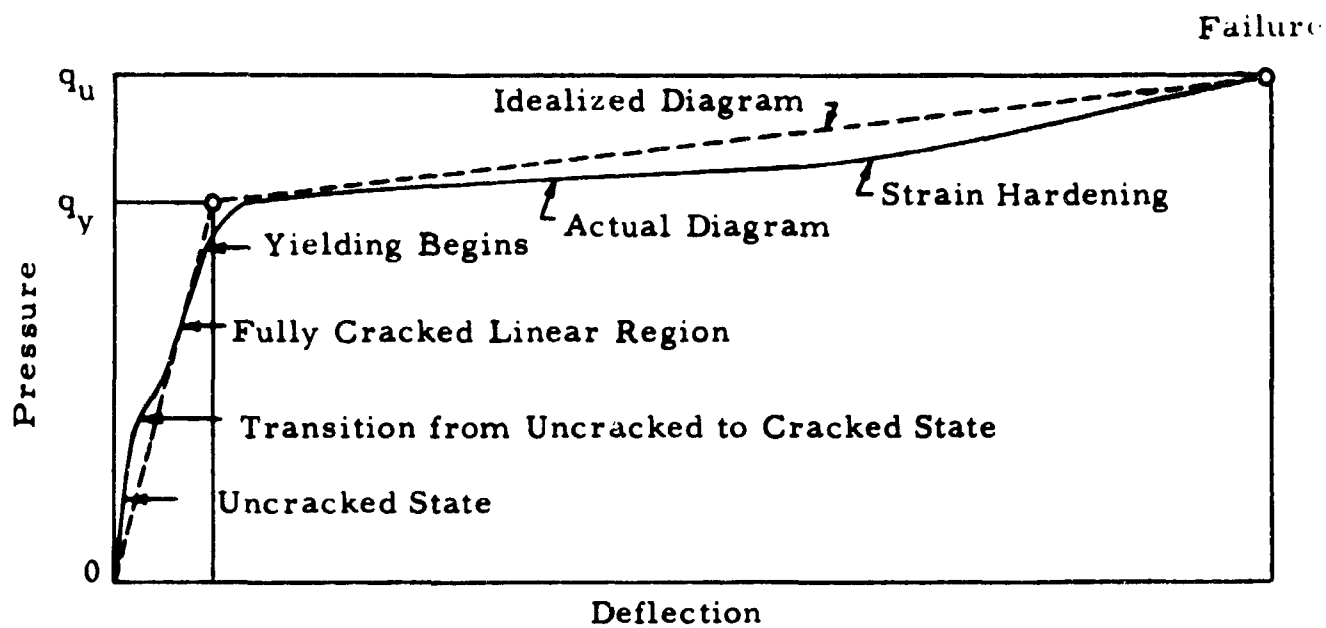 Failure
q_u
Idealized Diagram
Strain Hardening
q_y
Actual Diagram
Yielding Begins
Fully Cracked Linear Region
Transition from Uncracked to Cracked State
Uncracked State
0
Pressure
Deflection